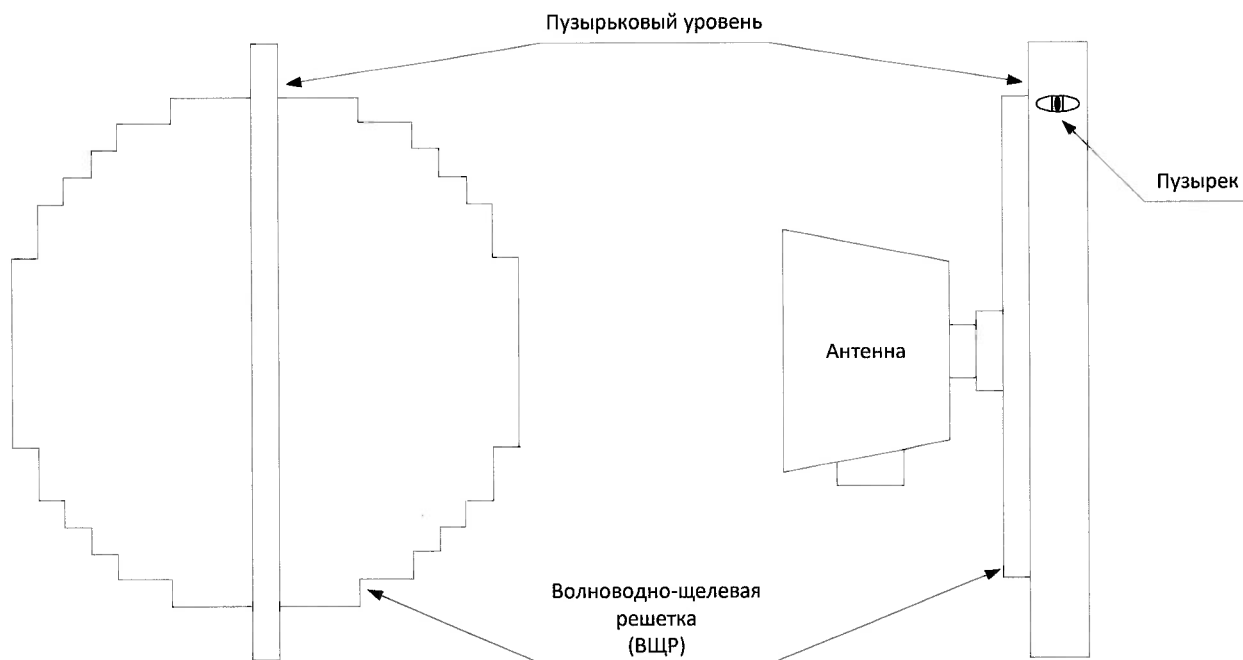 Пузырьковый уровень
Пузырек
Антенна
Волноводно-щелевая
решетка
(ВЩР)